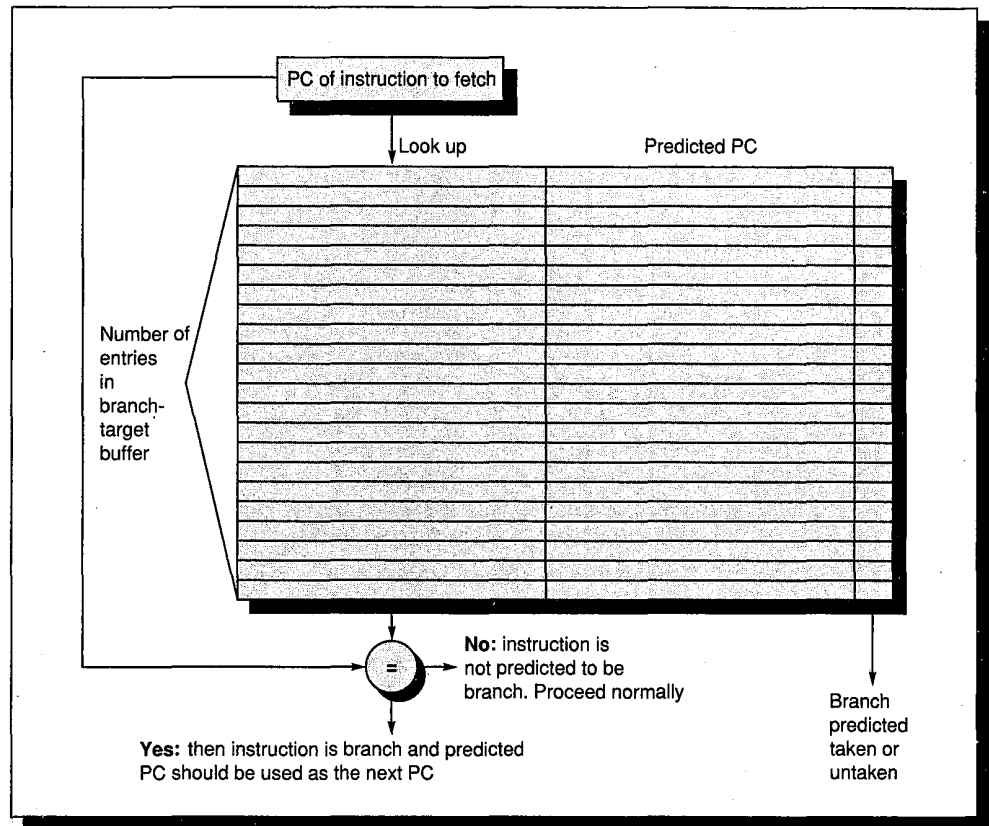 PC of instruction to fetch
Look up
Predicted PC
Number of
entries
in
branch-
target
buffer
=
No: instruction is
not predicted to be
branch. Proceed normally
Yes: then instruction is branch and predicted
PC should be used as the next PC
Branch
predicted
taken or
untaken